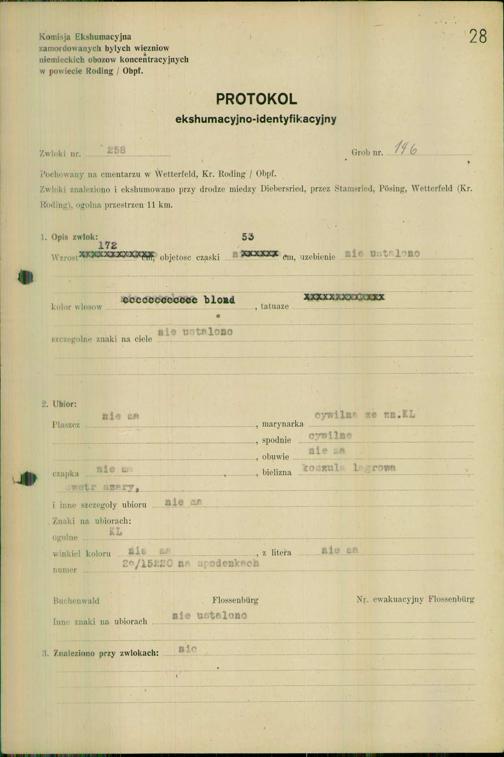 28
Komisja Ekshumacyjna
zamordowanych bylych wiezniow
niemieckich obozow koncentracyjnych
w powiecie Roding / Obpf.
PROTOKOL
ekshumacyjno-identyfikacyjny
Zwloki nr. 258 Grob nr. 196
Pochowany na cmentarzu w Wetterfeld, Kr. Roding / Obpf.
Zwloki znaleziono i ekshumowano przy drodze miedzy Diebersried, przez Stamsried, Pösing, Wetterfeld (Kr.
Roding), ogolna przestrzen 11 km.
1. Opis zwlok: 53
172
Wzrost cm, objetosc cząski cm, uzebienie nie ustalono
kolor wlosow blond , tatuaze
szczegolne znaki na ciele nie ustalono
2. Ubior:
Plaszcz nie ma , marynarka cywilna ze zn.KL
, spodnie cywilne
, obuwie nie ma
czapka nie ma , bielizna koszula lagrowa
swetr szary,
i inne szczegoly ubioru nie ma
Znaki na ubiorach:
ogolne KL
winkiel koloru nie ma , z litera nie ma
numer na spodenkach
Buchenwald Flossenbürg Nr. ewakuacyjny Flossenbürg
Inne znaki na ubiorach nie ustalono
3. Znaleziono przy zwlokach: nic